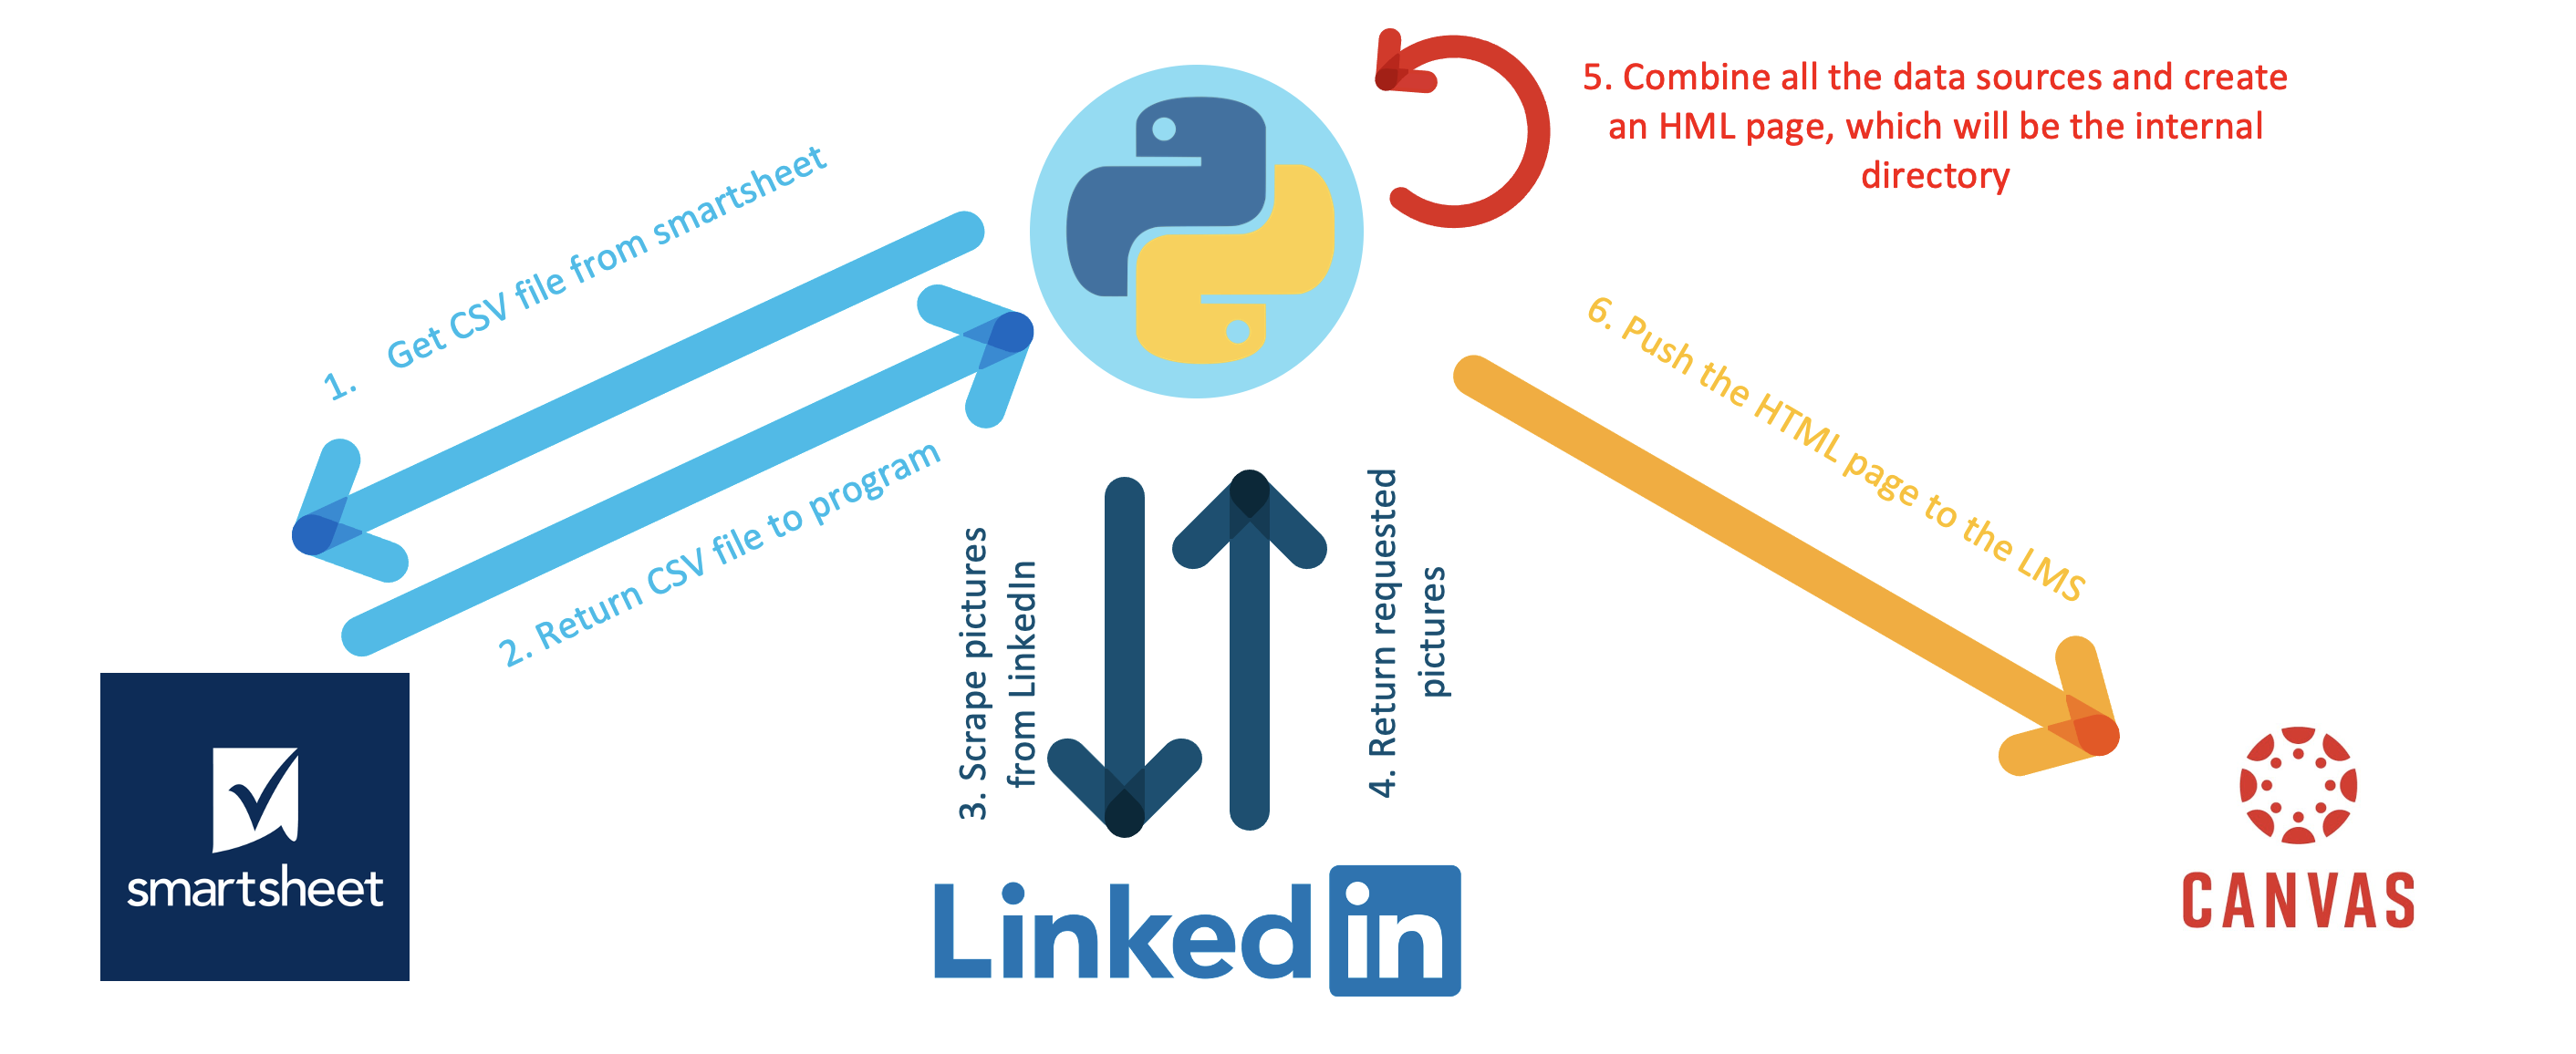 1. Get CSV file from smartsheet
2. Return CSV file to program
3. Scrape pictures
from LinkedIn
4. Return requested
pictures
5. Combine all the data sources and create
an HML page, which will be the internal
directory
6. Push the HTML page to the LMS
smartsheet
Linkedin
CANVAS